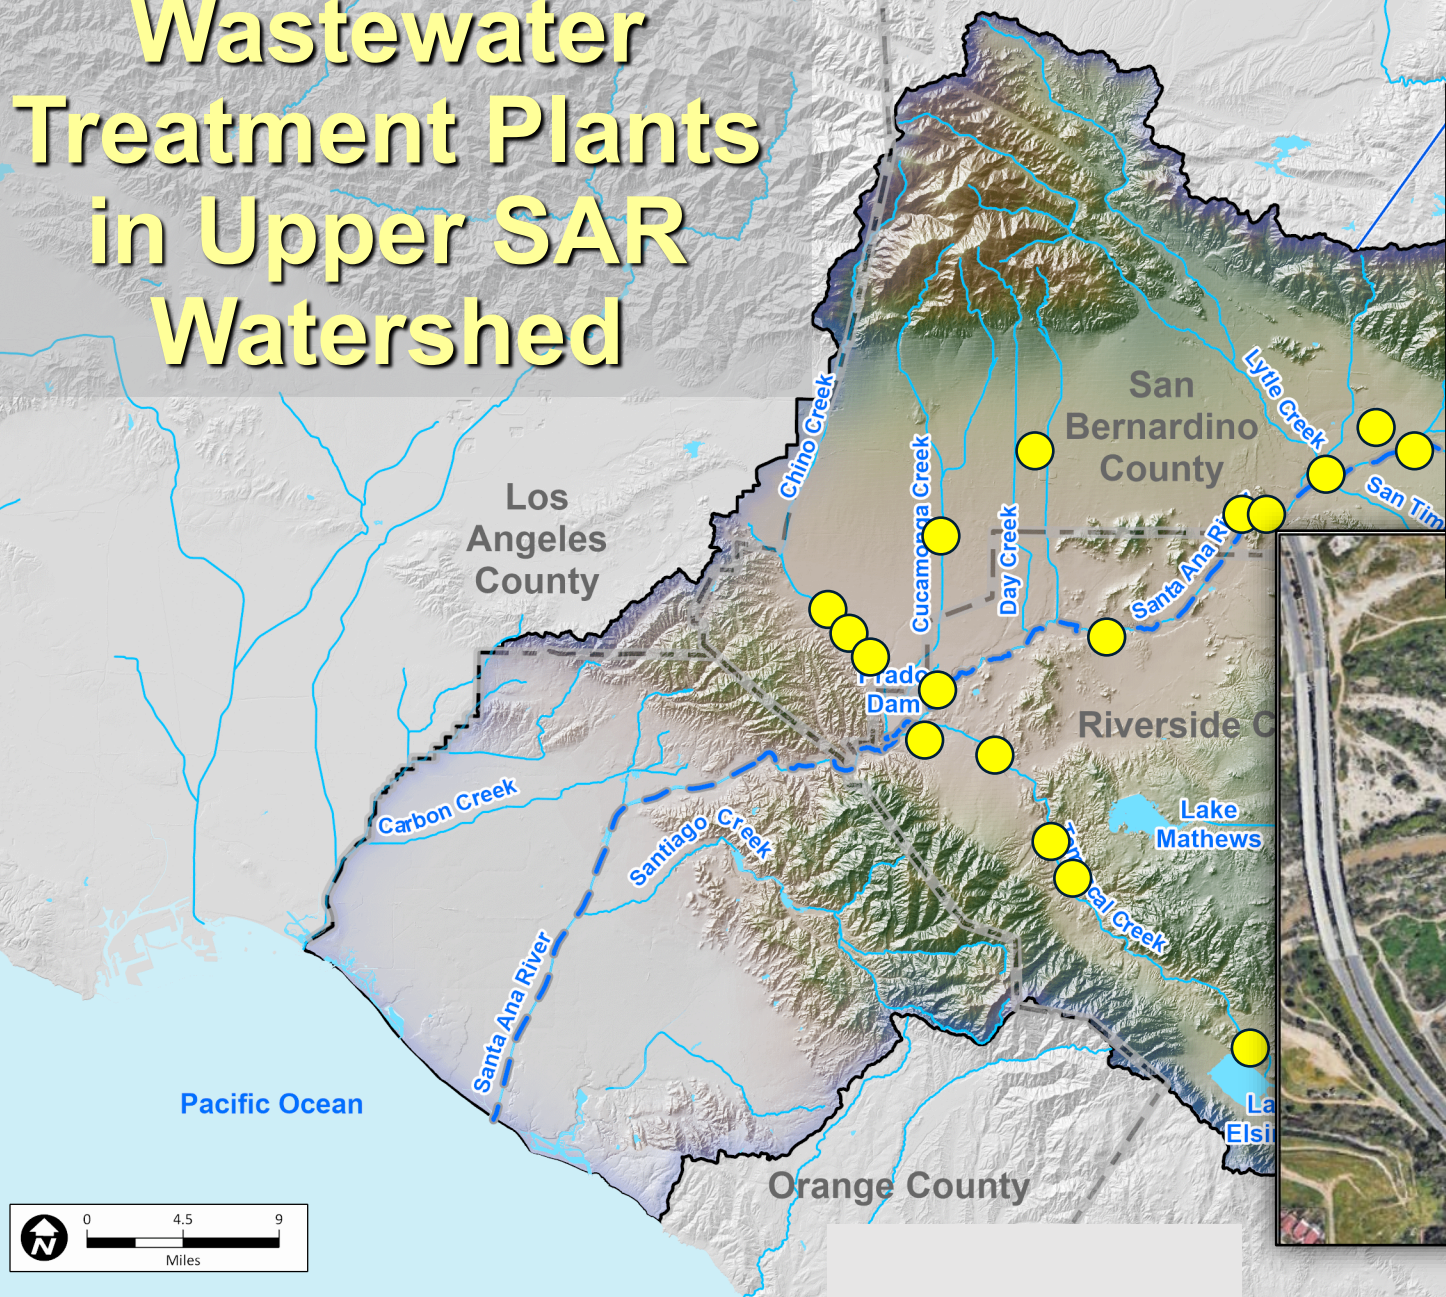 Wastewater
Treatment Plants
in Upper SAR
Watershed
San
Bernardino
County
Lytle Creek
Chino Creek
Cucamonga Creek
Day Creek
San Tim
Santa Ana Ri
Los
Angeles
County
Prado
Dam
Riverside C
Lake
Mathews
Carbon Creek
Santiago Creek
cal Creek
Santa Ana River
Pacific Ocean
La
Elsi
Orange County
N
0 4.5 9
Miles